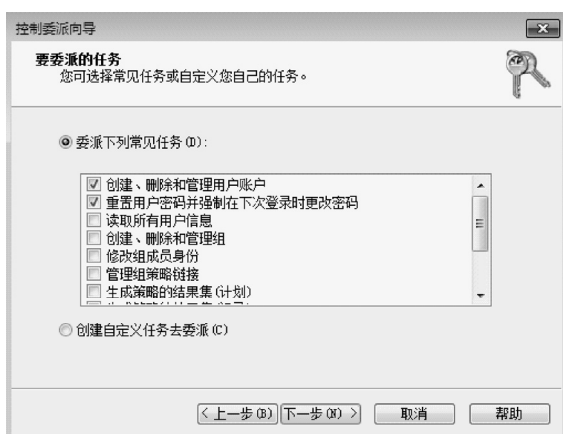 控制委派向导
要委派的任务
您可选择常见任务或自定义您自己的任务。
委派下列常见任务(D):
创建、删除和管理用户账户
重置用户密码并强制在下次登录时更改密码
读取所有用户信息
创建、删除和管理组
修改组成员身份
管理组策略链接
生成策略的结果集(计划)
创建自定义任务去委派(C)
< 上一步(B) 下一步(N) > 取消 帮助